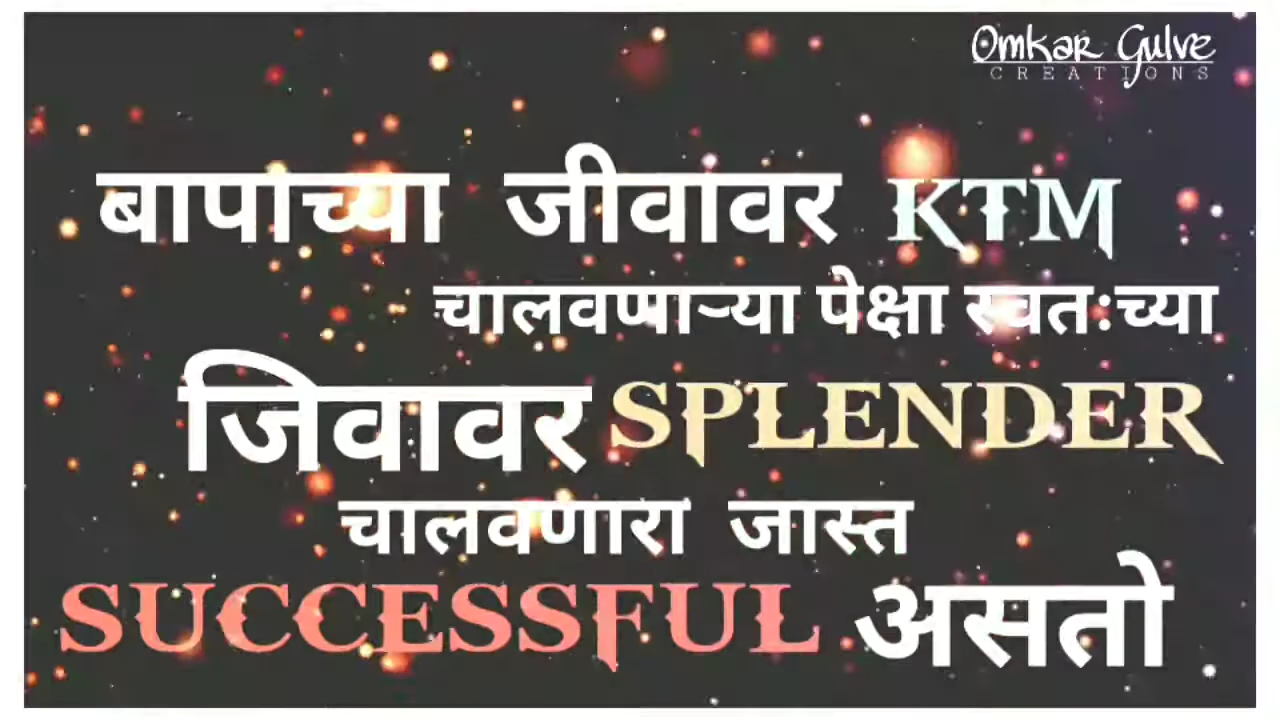 Omkar Gulve
CREATIONS
बापाच्या जीवावर KTM
चालवणाऱ्या पेक्षा स्वतःच्या
जिवावर SPLENDER
चालवणारा जास्त
SUCCESSFUL असतो